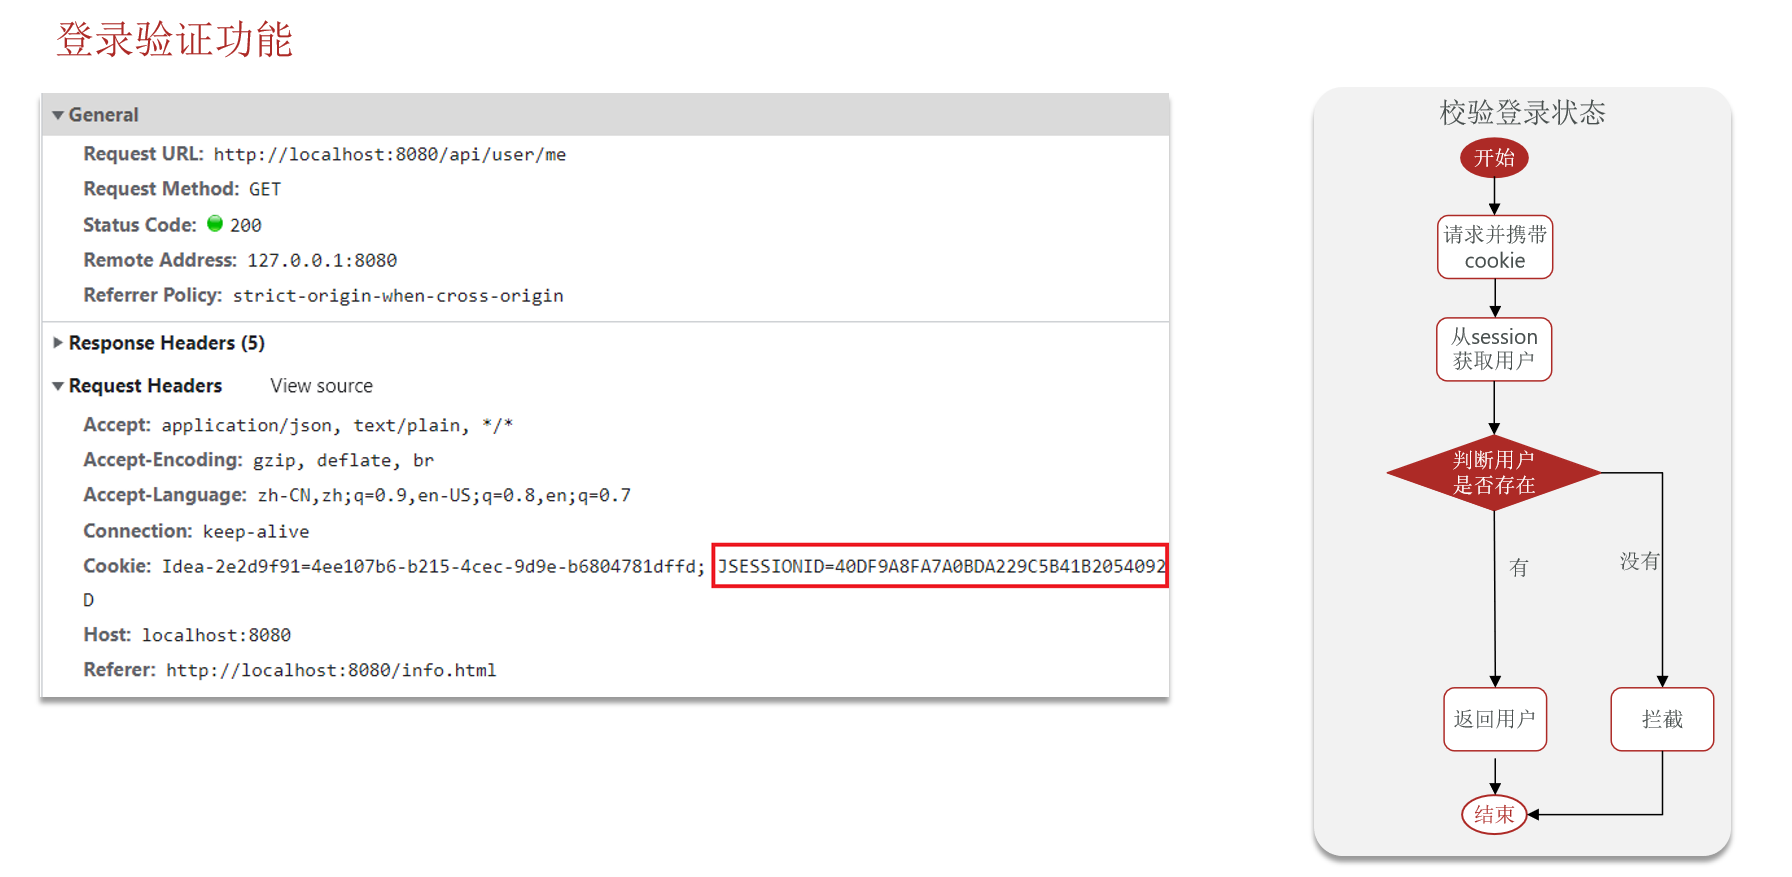 登录验证功能
General
Request URL: http://localhost:8080/api/user/me
Request Method: GET
Status Code: 200
Remote Address: 127.0.0.1:8080
Referrer Policy: strict-origin-when-cross-origin
Response Headers (5)
Request Headers View source
Accept: application/json, text/plain, */*
Accept-Encoding: gzip, deflate, br
Accept-Language: zh-CN,zh;q=0.9,en-US;q=0.8,en;q=0.7
Connection: keep-alive
Cookie: Idea-2e2d9f91=4ee107b6-b215-4cec-9d9e-b6804781dffd; JSESSIONID=40DF9A8FA7A0BDA229C5B41B2054092
D
Host: localhost:8080
Referer: http://localhost:8080/info.html
校验登录状态
开始
请求并携带
cookie
从session
获取用户
判断用户
是否存在
有
没有
返回用户
拦截
结束